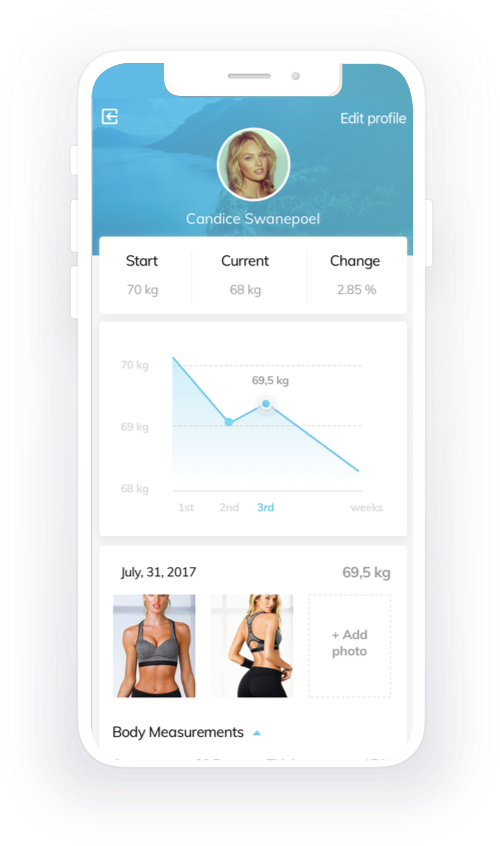 Edit profile
Candice Swanepoel
Start Current Change
70 kg 68 kg 2.85 %
70 kg
69,5 kg
69 kg
68 kg
1st 2nd 3rd weeks
July, 31, 2017 69,5 kg
+ Add
photo
Body Measurements